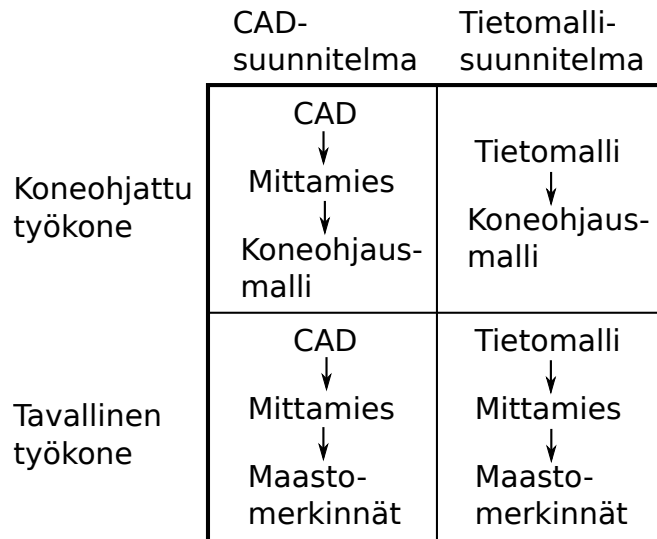 CAD-
suunnitelma
Tietomalli-
suunnitelma
Koneohjattu
työkone
CAD
Mittamies
Koneohjaus-
malli
Tietomalli
Koneohjaus-
malli
Tavallinen
työkone
CAD
Mittamies
Maasto-
merkinnät
Tietomalli
Mittamies
Maasto-
merkinnät